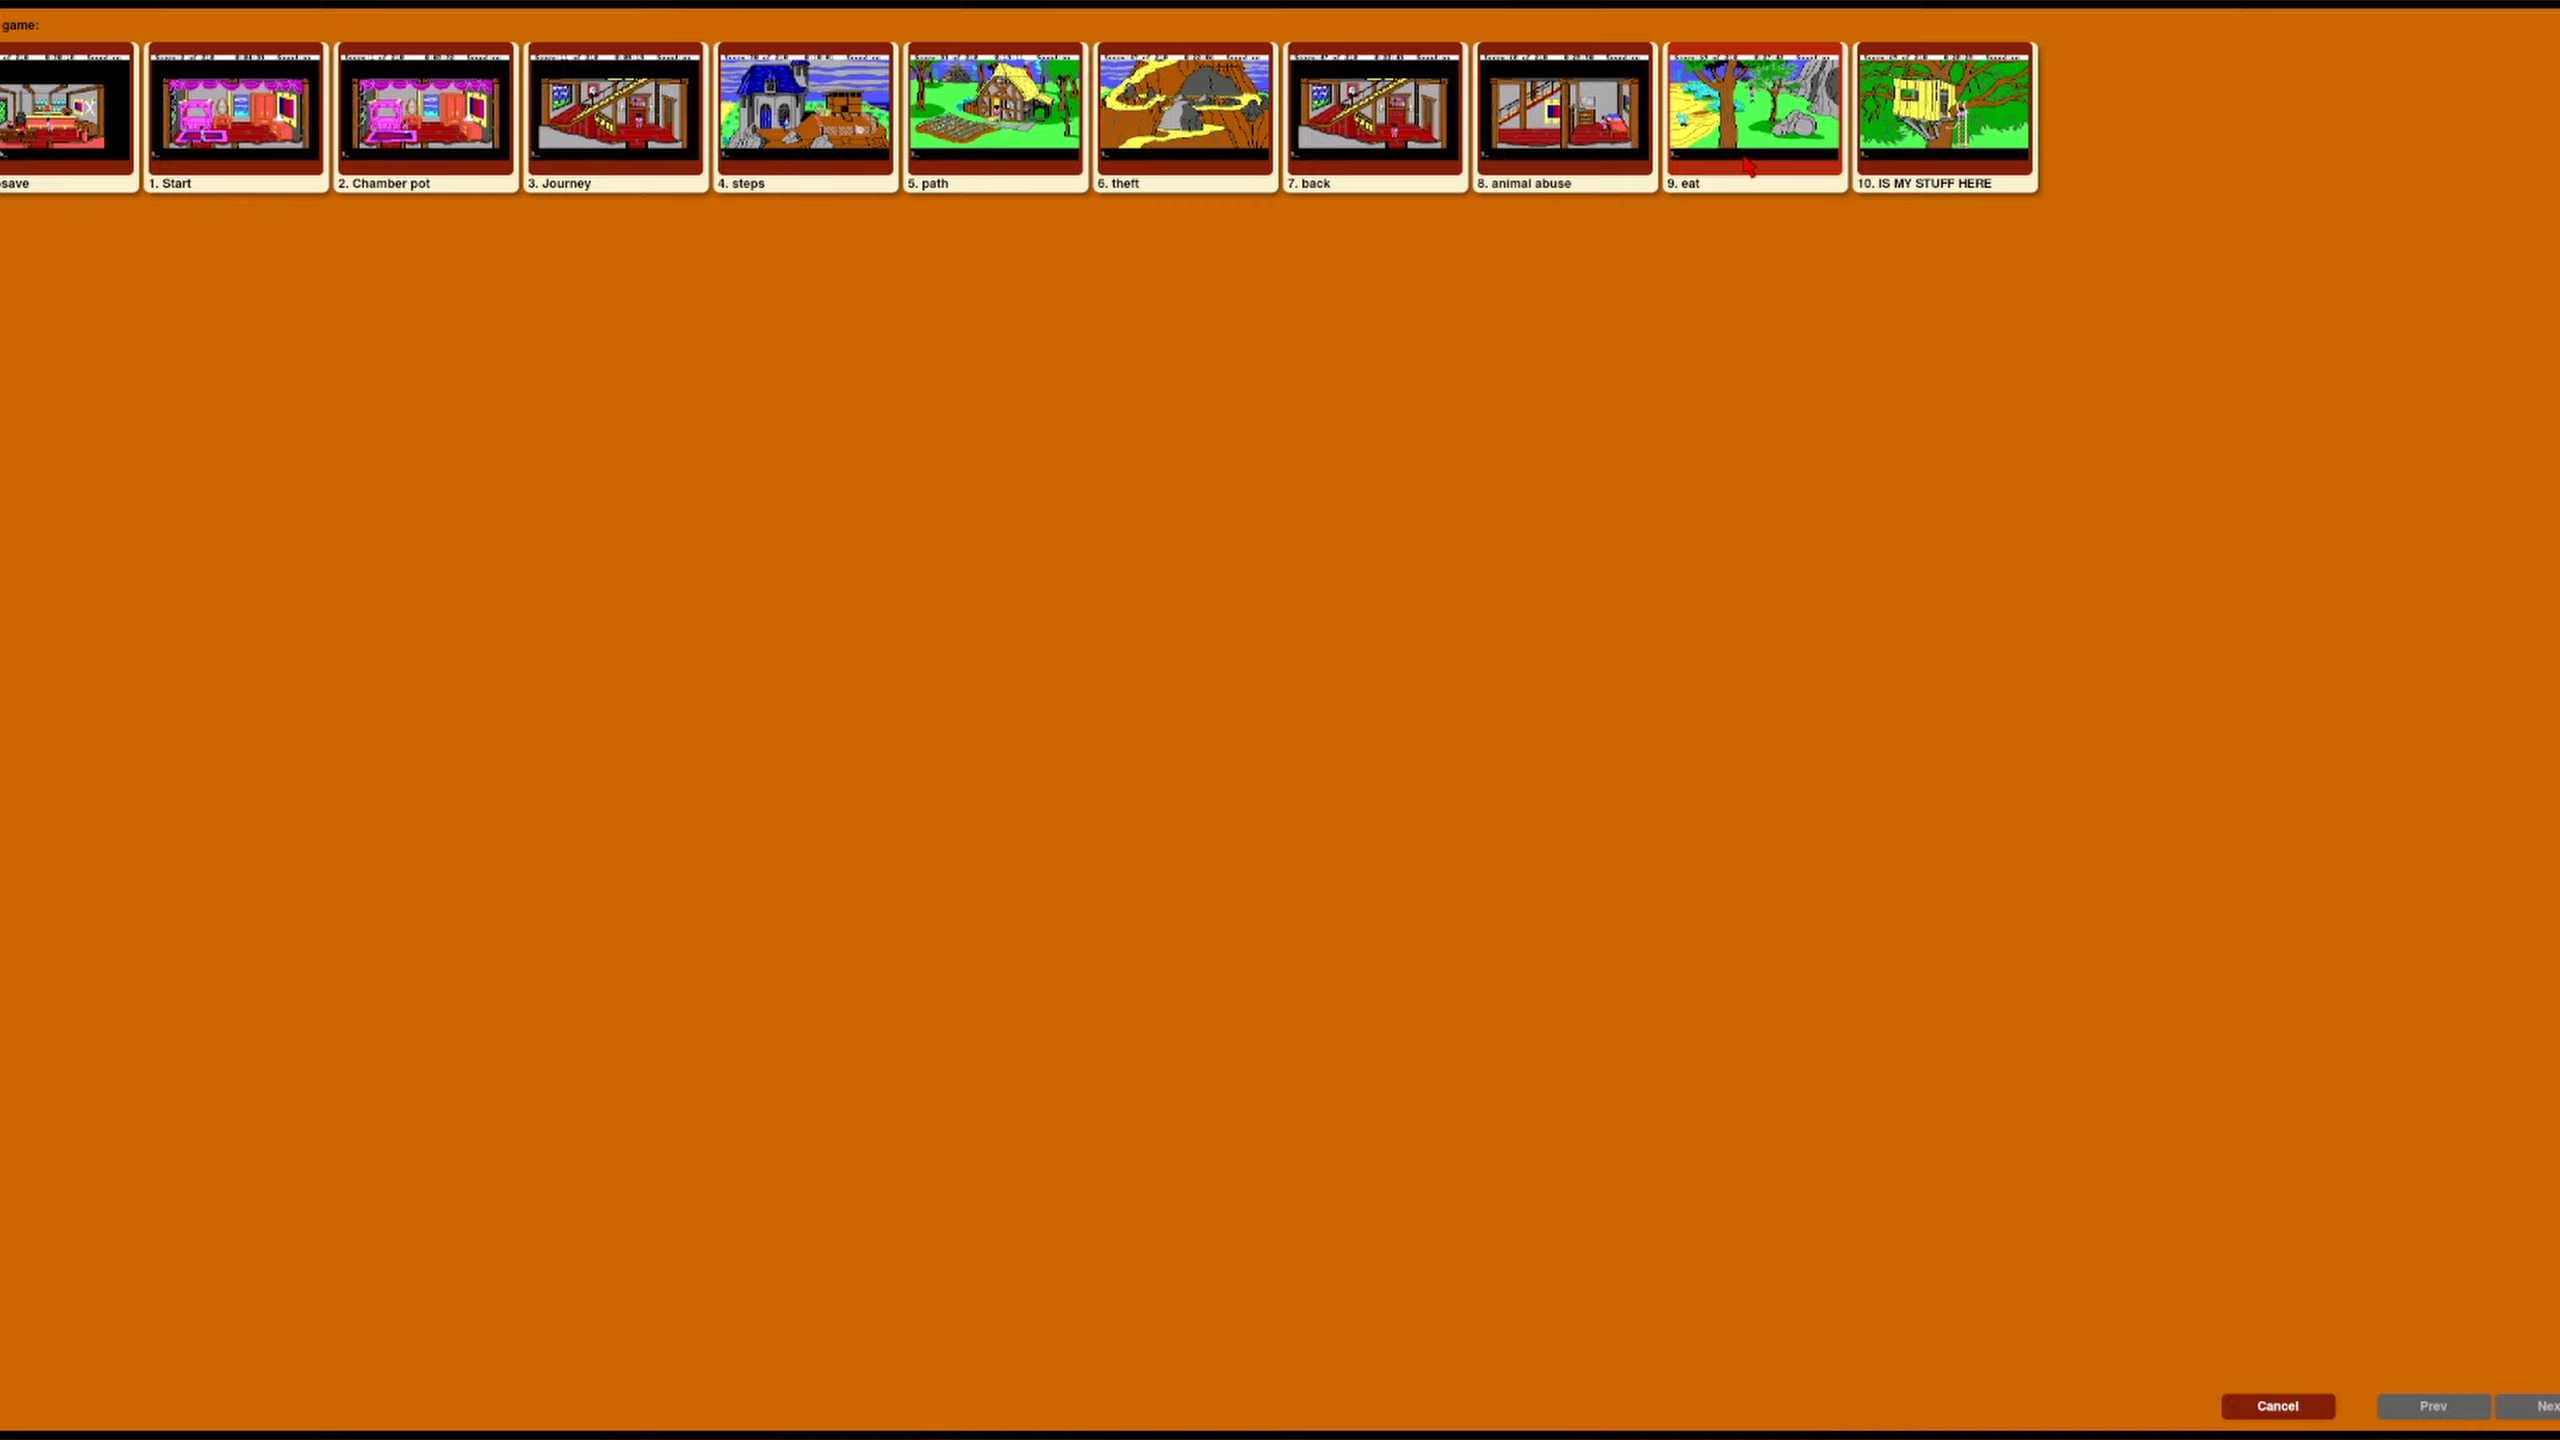 game:
save
1. Start
2. Chamber pot
3. Journey
4. steps
5. path
6. theft
7. back
8. animal abuse
9. eat
10. IS MY STUFF HERE
Cancel
Prev
Nex